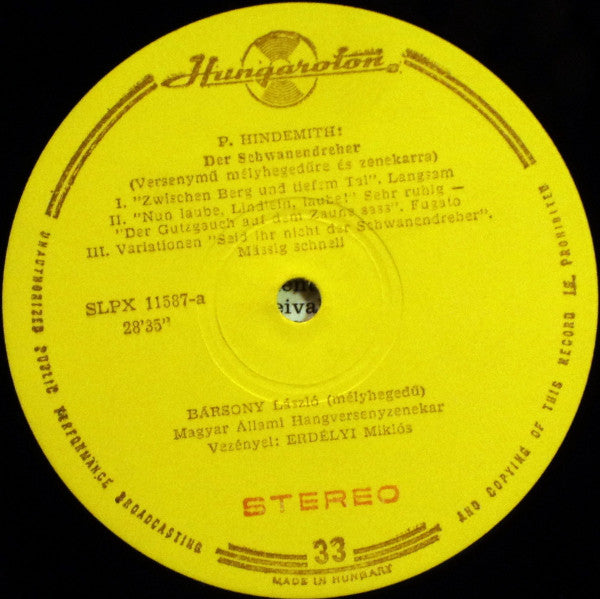 Hungaroton
P. HINDEMITH:
Der Schwanendreher
(Versenymű mélyhegedűre és zenekarra)
I. "Zwischen Berg und tiefem Tal". Langsam
II. "Nun laube, Lindlein, laube!" Sehr ruhig —
"Der Gutzgauch auf dem Zaune sass". Fugato
III. Variationen "Seid ihr nicht der Schwanendreher".
Mässig schnell
SLPX 11587-a
28'35"
BÁRSONY László (mélyhegedű)
Magyar Állami Hangversenyzenekar
Vezényel: ERDÉLYI Miklós
STEREO
33
MADE IN HUNGARY
UNAUTHORIZED PUBLIC PERFORMANCE BROADCASTING
AND COPYING OF THIS RECORD IS PROHIBITED